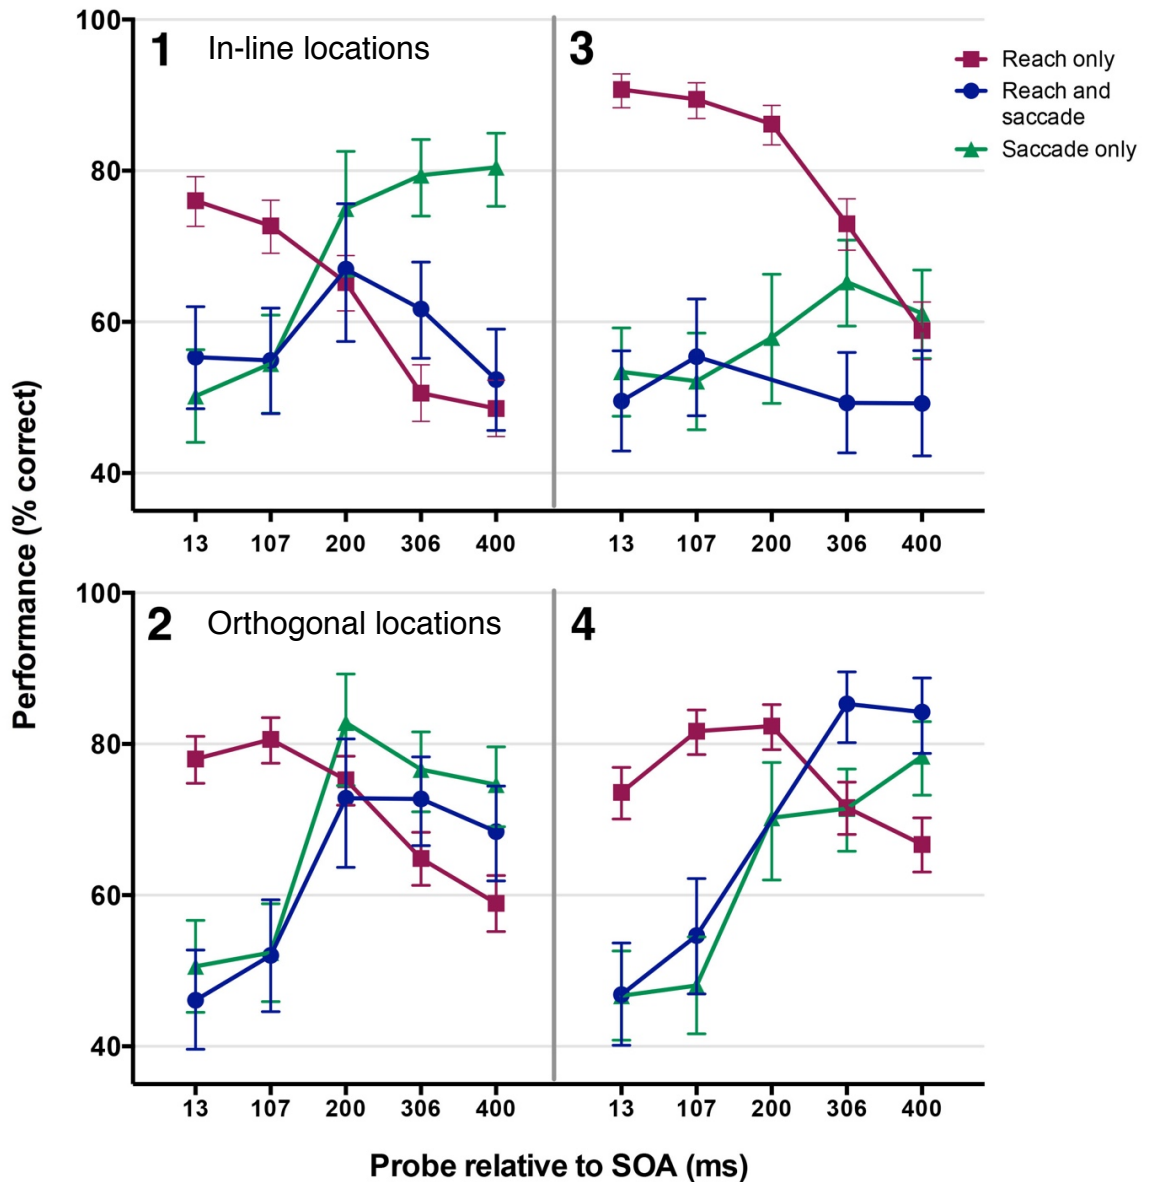 100
80
60
40
1 In-line locations
3
Reach only
Reach and
saccade
Saccade only
13 107 200 306 400
13 107 200 306 400
Performance (% correct)
100
80
60
40
2 Orthogonal locations
4
13 107 200 306 400
13 107 200 306 400
Probe relative to SOA (ms)